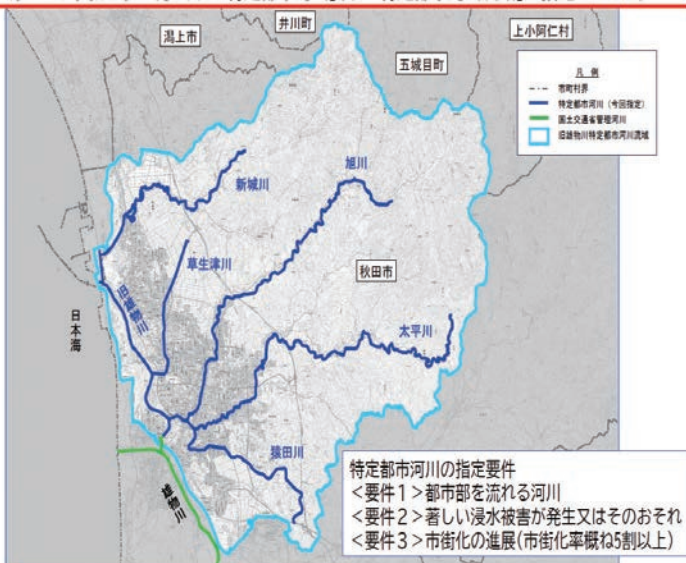 井川町
潟上市
上小阿仁村
五城目町
凡 例
市町村界
特定都市河川（今回指定）
国土交通省管理河川
旧雄物川特定都市河川流域
旭川
新城川
草生津川
秋田市
旧雄物川
日本海
太平川
猿田川
雄物川
特定都市河川の指定要件
＜要件1＞都市部を流れる河川
＜要件2＞著しい浸水被害が発生又はそのおそれ
＜要件3＞市街化の進展(市街化率概ね5割以上)